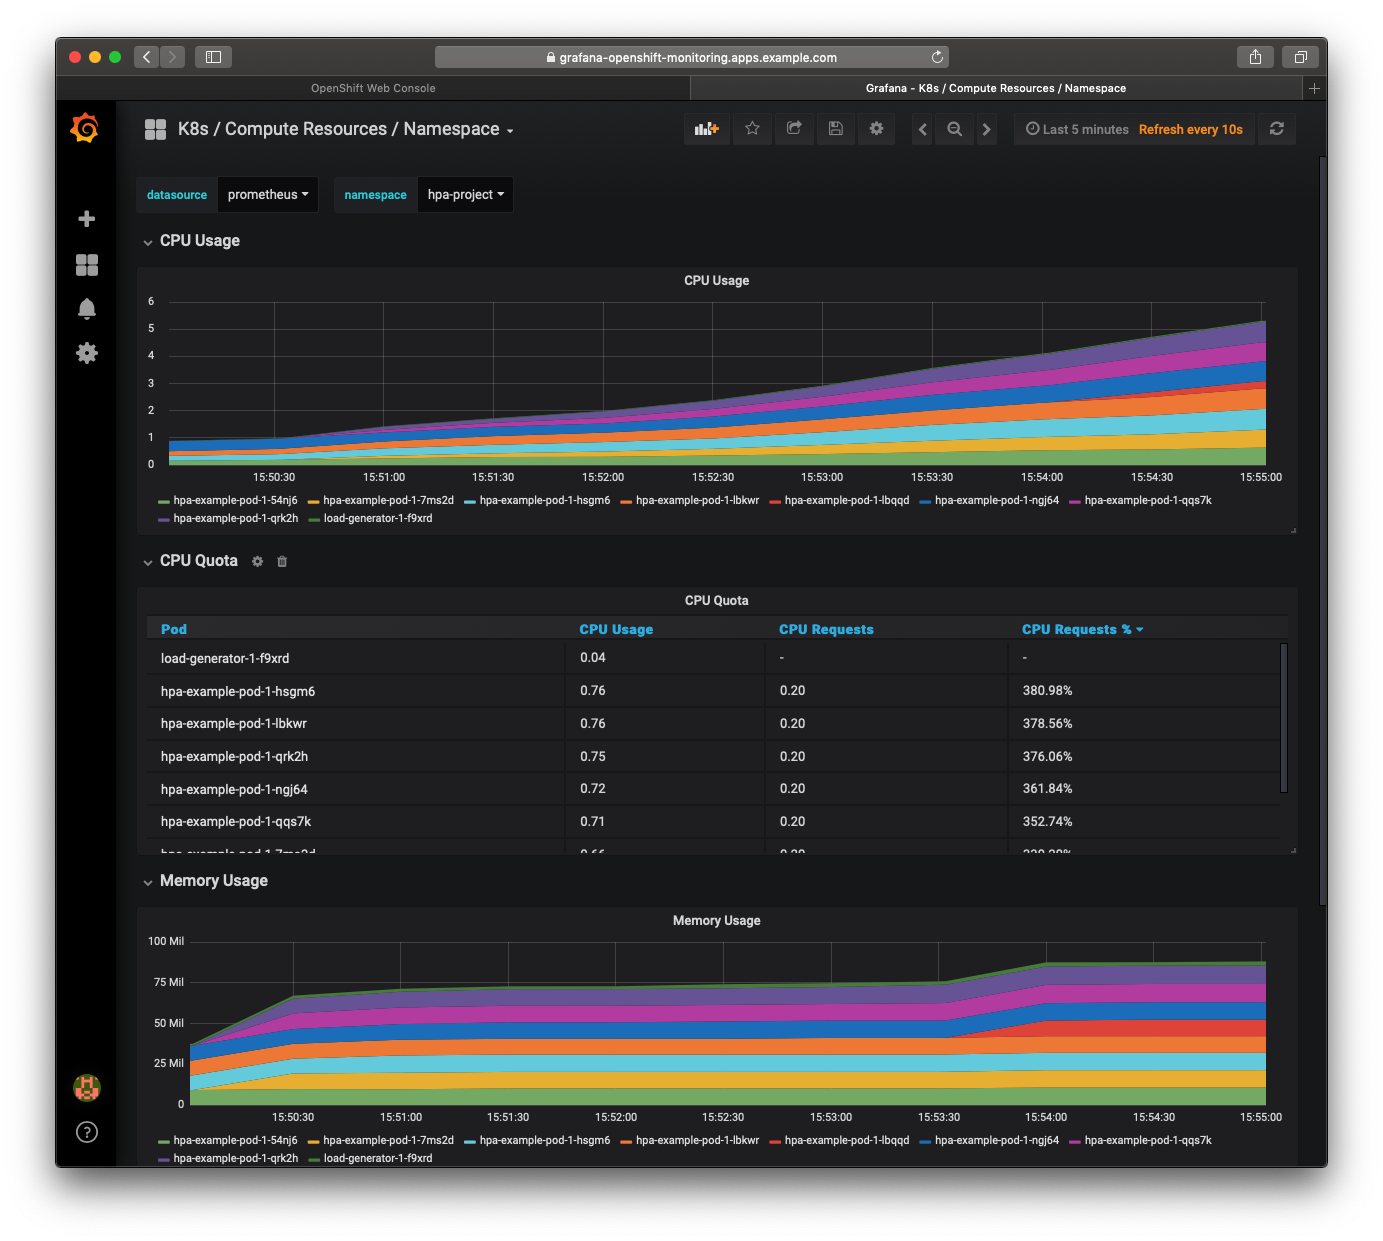 grafana-openshift-monitoring.apps.example.com
OpenShift Web Console
Grafana - K8s / Compute Resources / Namespace
K8s / Compute Resources / Namespace
Last 5 minutes Refresh every 10s
datasource prometheus namespace hpa-project
CPU Usage
CPU Usage
6
5
4
3
2
1
0
15:50:30 15:51:00 15:51:30 15:52:00 15:52:30 15:53:00 15:53:30 15:54:00 15:54:30 15:55:00
hpa-example-pod-1-54nj6 hpa-example-pod-1-7ms2d hpa-example-pod-1-hsgm6 hpa-example-pod-1-lbkwr hpa-example-pod-1-lbqqd hpa-example-pod-1-ngj64 hpa-example-pod-1-qqs7k
hpa-example-pod-1-qrk2h load-generator-1-f9xrd
CPU Quota
CPU Quota
Pod CPU Usage CPU Requests CPU Requests %
load-generator-1-f9xrd 0.04 - -
hpa-example-pod-1-hsgm6 0.76 0.20 380.98%
hpa-example-pod-1-lbkwr 0.76 0.20 378.56%
hpa-example-pod-1-qrk2h 0.75 0.20 376.06%
hpa-example-pod-1-ngj64 0.72 0.20 361.84%
hpa-example-pod-1-qqs7k 0.71 0.20 352.74%
Memory Usage
Memory Usage
100 Mil
75 Mil
50 Mil
25 Mil
0
15:50:30 15:51:00 15:51:30 15:52:00 15:52:30 15:53:00 15:53:30 15:54:00 15:54:30 15:55:00
hpa-example-pod-1-54nj6 hpa-example-pod-1-7ms2d hpa-example-pod-1-hsgm6 hpa-example-pod-1-lbkwr hpa-example-pod-1-lbqqd hpa-example-pod-1-ngj64 hpa-example-pod-1-qqs7k
hpa-example-pod-1-qrk2h load-generator-1-f9xrd